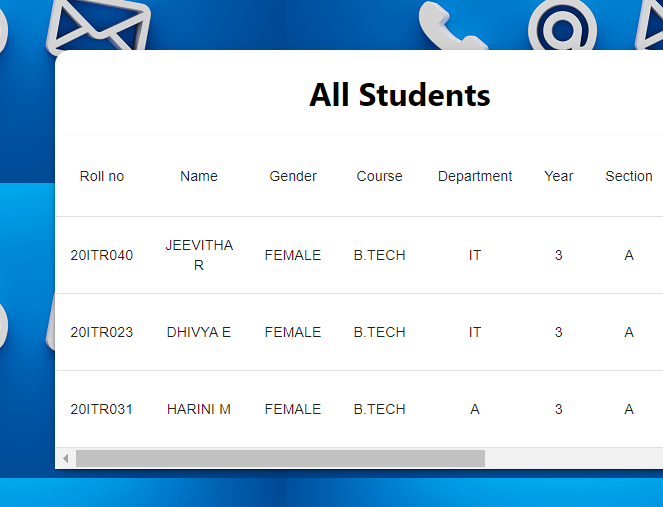 All Students
Roll no Name Gender Course Department Year Section
20ITR040 JEEVITHA R FEMALE B.TECH IT 3 A
20ITR023 DHIVYA E FEMALE B.TECH IT 3 A
20ITR031 HARINI M FEMALE B.TECH A 3 A